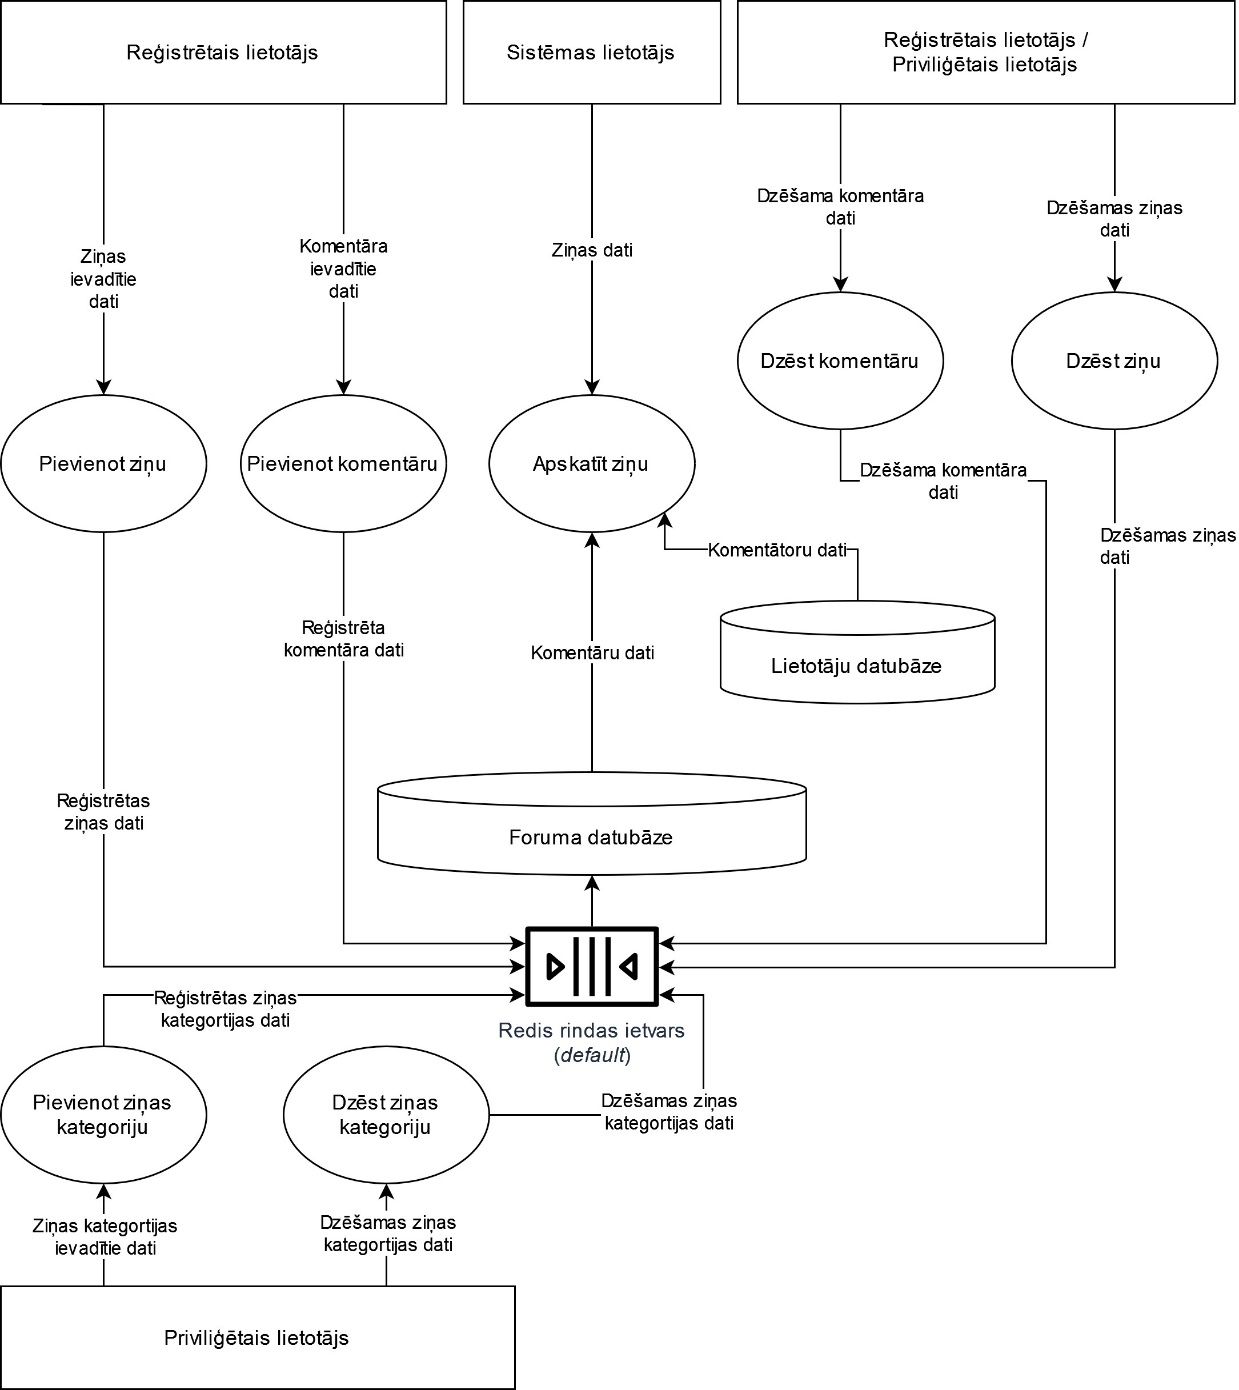 Reģistrētais lietotājs
Sistēmas lietotājs
Reģistrētais lietotājs /
Priviliģētais lietotājs
Ziņas
ievadītie
dati
Komentāra
ievadītie
dati
Ziņas dati
Dzēšama komentāra
dati
Dzēšamas ziņas
dati
Pievienot ziņu
Pievienot komentāru
Apskatīt ziņu
Dzēst komentāru
Dzēst ziņu
Dzēšama komentāra
dati
Dzēšamas ziņas
dati
Komentātoru dati
Reģistrēta
komentāra dati
Komentāru dati
Lietotāju datubāze
Reģistrētas
ziņas dati
Foruma datubāze
Reģistrētas ziņas
kategortijas dati
Redis rindas ietvars
(default)
Pievienot ziņas
kategoriju
Dzēst ziņas
kategoriju
Dzēšamas ziņas
kategortijas dati
Ziņas kategortijas
ievadītie dati
Dzēšamas ziņas
kategortijas dati
Priviliģētais lietotājs